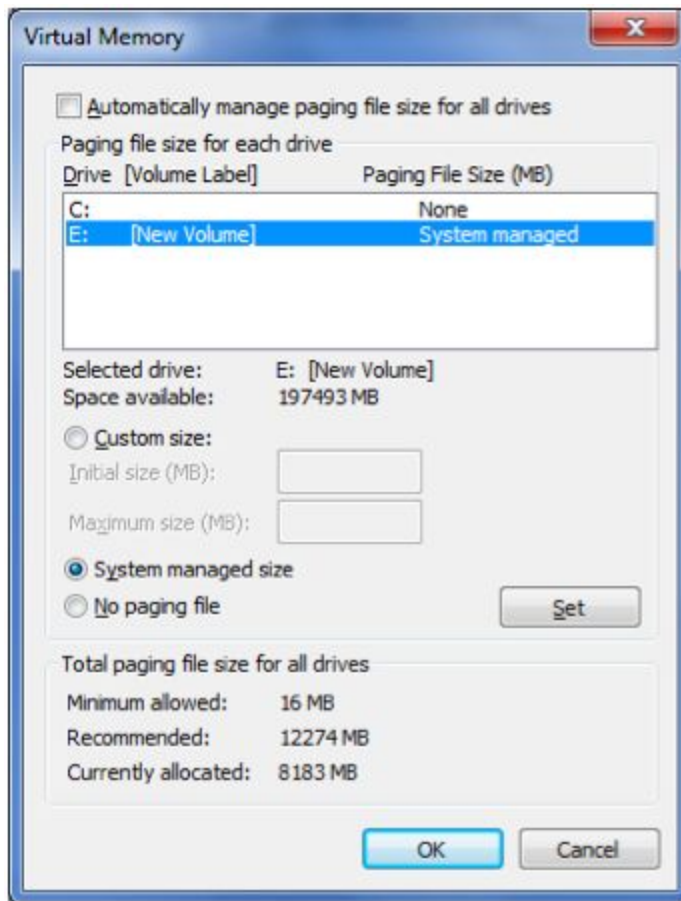 Virtual Memory
Automatically manage paging file size for all drives
Paging file size for each drive
Drive [Volume Label] Paging File Size (MB)
C: None
E: [New Volume] System managed
Selected drive: E: [New Volume]
Space available: 197493 MB
Custom size:
Initial size (MB):
Maximum size (MB):
System managed size
No paging file
Set
Total paging file size for all drives
Minimum allowed: 16 MB
Recommended: 12274 MB
Currently allocated: 8183 MB
OK Cancel